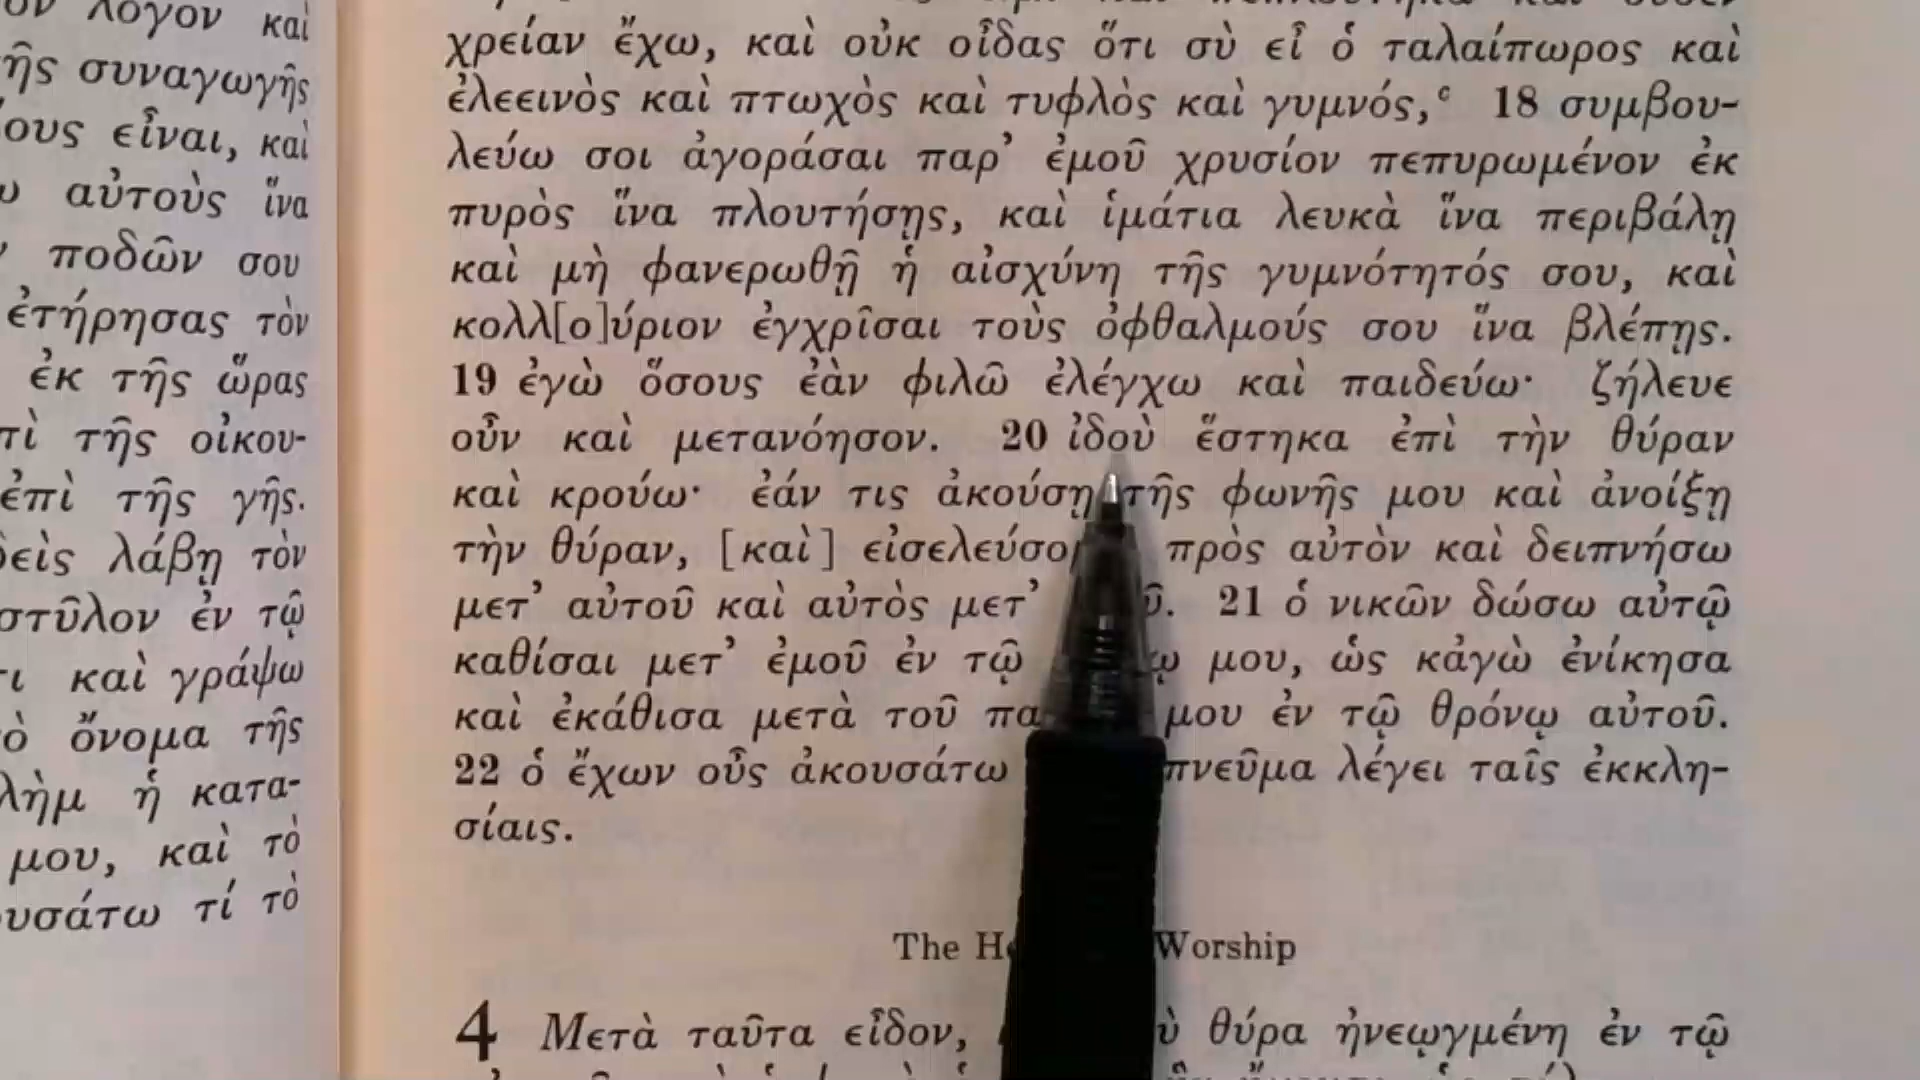 λόγον καὶ
συναγωγῆς
εἶναι, καὶ
αὐτοὺς ἵνα
ποδῶν σου
ἐτήρησας τὸν
ἐκ τῆς ὥρας
τῆς οἰκου-
ἐπὶ τῆς γῆς.
λάβῃ τὸν
στῦλον ἐν τῷ
καὶ γράψω
ὄνομα τῆς
ἡ κατα-
μου, καὶ τὸ
τί τὸ
χρείαν ἔχω, καὶ οὐκ οἶδας ὅτι σὺ εἶ ὁ ταλαίπωρος καὶ
ἐλεεινὸς καὶ πτωχὸς καὶ τυφλὸς καὶ γυμνός,ᶜ 18 συμβου-
λεύω σοι ἀγοράσαι παρ’ ἐμοῦ χρυσίον πεπυρωμένον ἐκ
πυρὸς ἵνα πλουτήσῃς, καὶ ἱμάτια λευκὰ ἵνα περιβάλῃ
καὶ μὴ φανερωθῇ ἡ αἰσχύνη τῆς γυμνότητός σου, καὶ
κολλ[ο]ύριον ἐγχρῖσαι τοὺς ὀφθαλμούς σου ἵνα βλέπῃς.
19 ἐγὼ ὅσους ἐὰν φιλῶ ἐλέγχω καὶ παιδεύω· ζήλευε
οὖν καὶ μετανόησον. 20 ἰδοὺ ἕστηκα ἐπὶ τὴν θύραν
καὶ κρούω· ἐάν τις ἀκούσῃ τῆς φωνῆς μου καὶ ἀνοίξῃ
τὴν θύραν, [καὶ] πρὸς αὐτὸν καὶ δειπνήσω
μετ’ αὐτοῦ καὶ αὐτὸς μετ’ 21 ὁ νικῶν δώσω αὐτῷ
καθίσαι μετ’ ἐμοῦ ἐν τῷ μου, ὡς κἀγὼ ἐνίκησα
καὶ ἐκάθισα μετὰ τοῦ μου ἐν τῷ θρόνῳ αὐτοῦ.
22 ὁ ἔχων οὖς ἀκουσάτω πνεῦμα λέγει ταῖς ἐκκλη-
σίαις.
The Worship
4 Μετὰ ταῦτα εἶδον, θύρα ἠνεῳγμένη ἐν τῷ